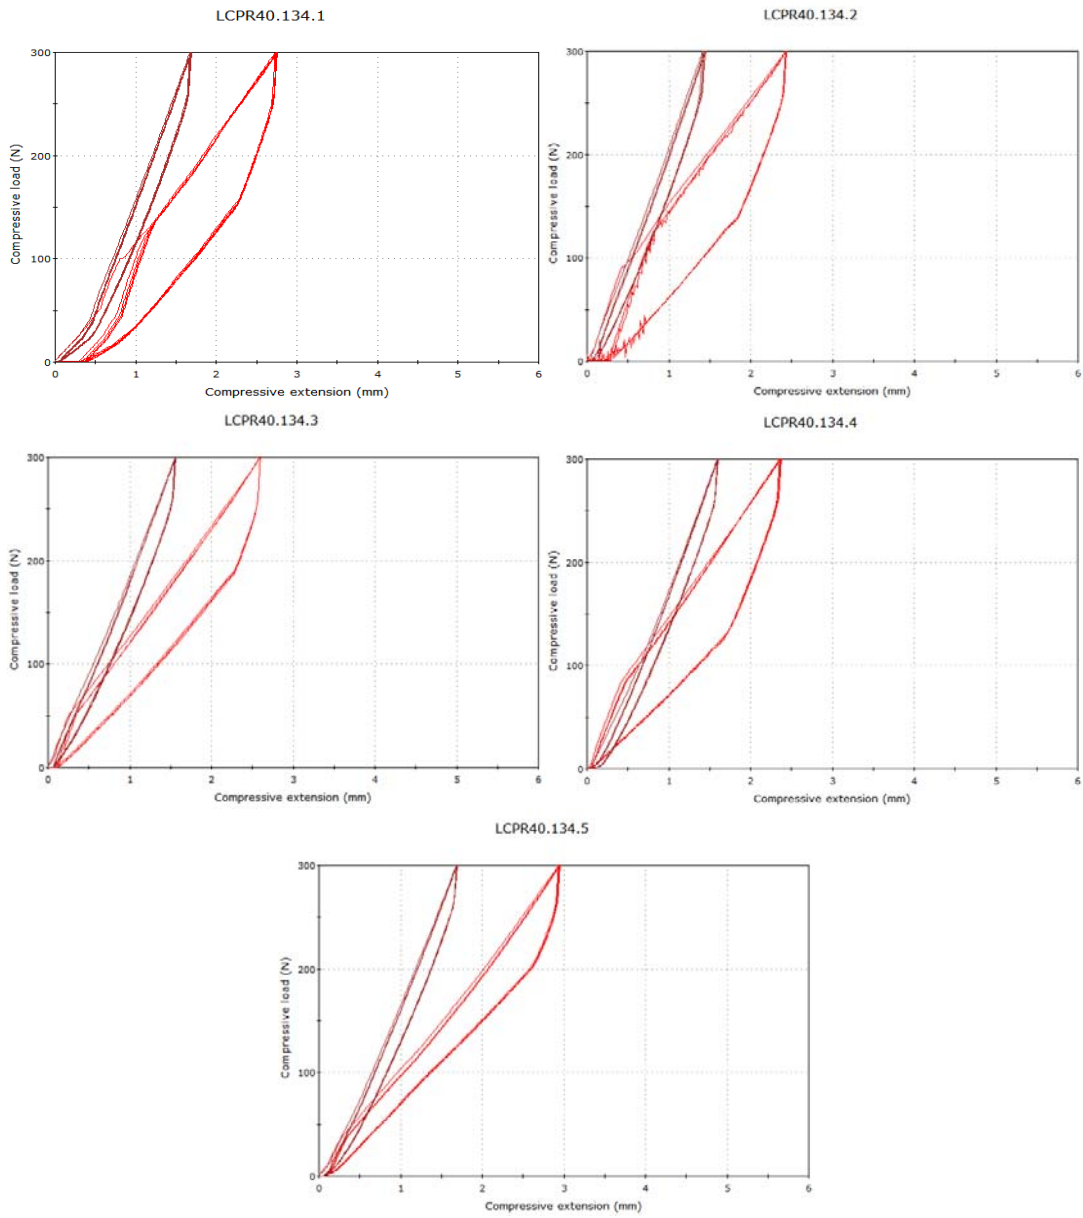 LCPR40.134.1
300
200
100
0
Compressive load (N)
0 1 2 3 4 5 6
Compressive extension (mm)
LCPR40.134.2
300
200
100
0
Compressive load (N)
0 1 2 3 4 5 6
Compressive extension (mm)
LCPR40.134.3
300
200
100
0
Compressive load (N)
0 1 2 3 4 5 6
Compressive extension (mm)
LCPR40.134.4
300
200
100
0
Compressive load (N)
0 1 2 3 4 5 6
Compressive extension (mm)
LCPR40.134.5
300
200
100
0
Compressive load (N)
0 1 2 3 4 5 6
Compressive extension (mm)